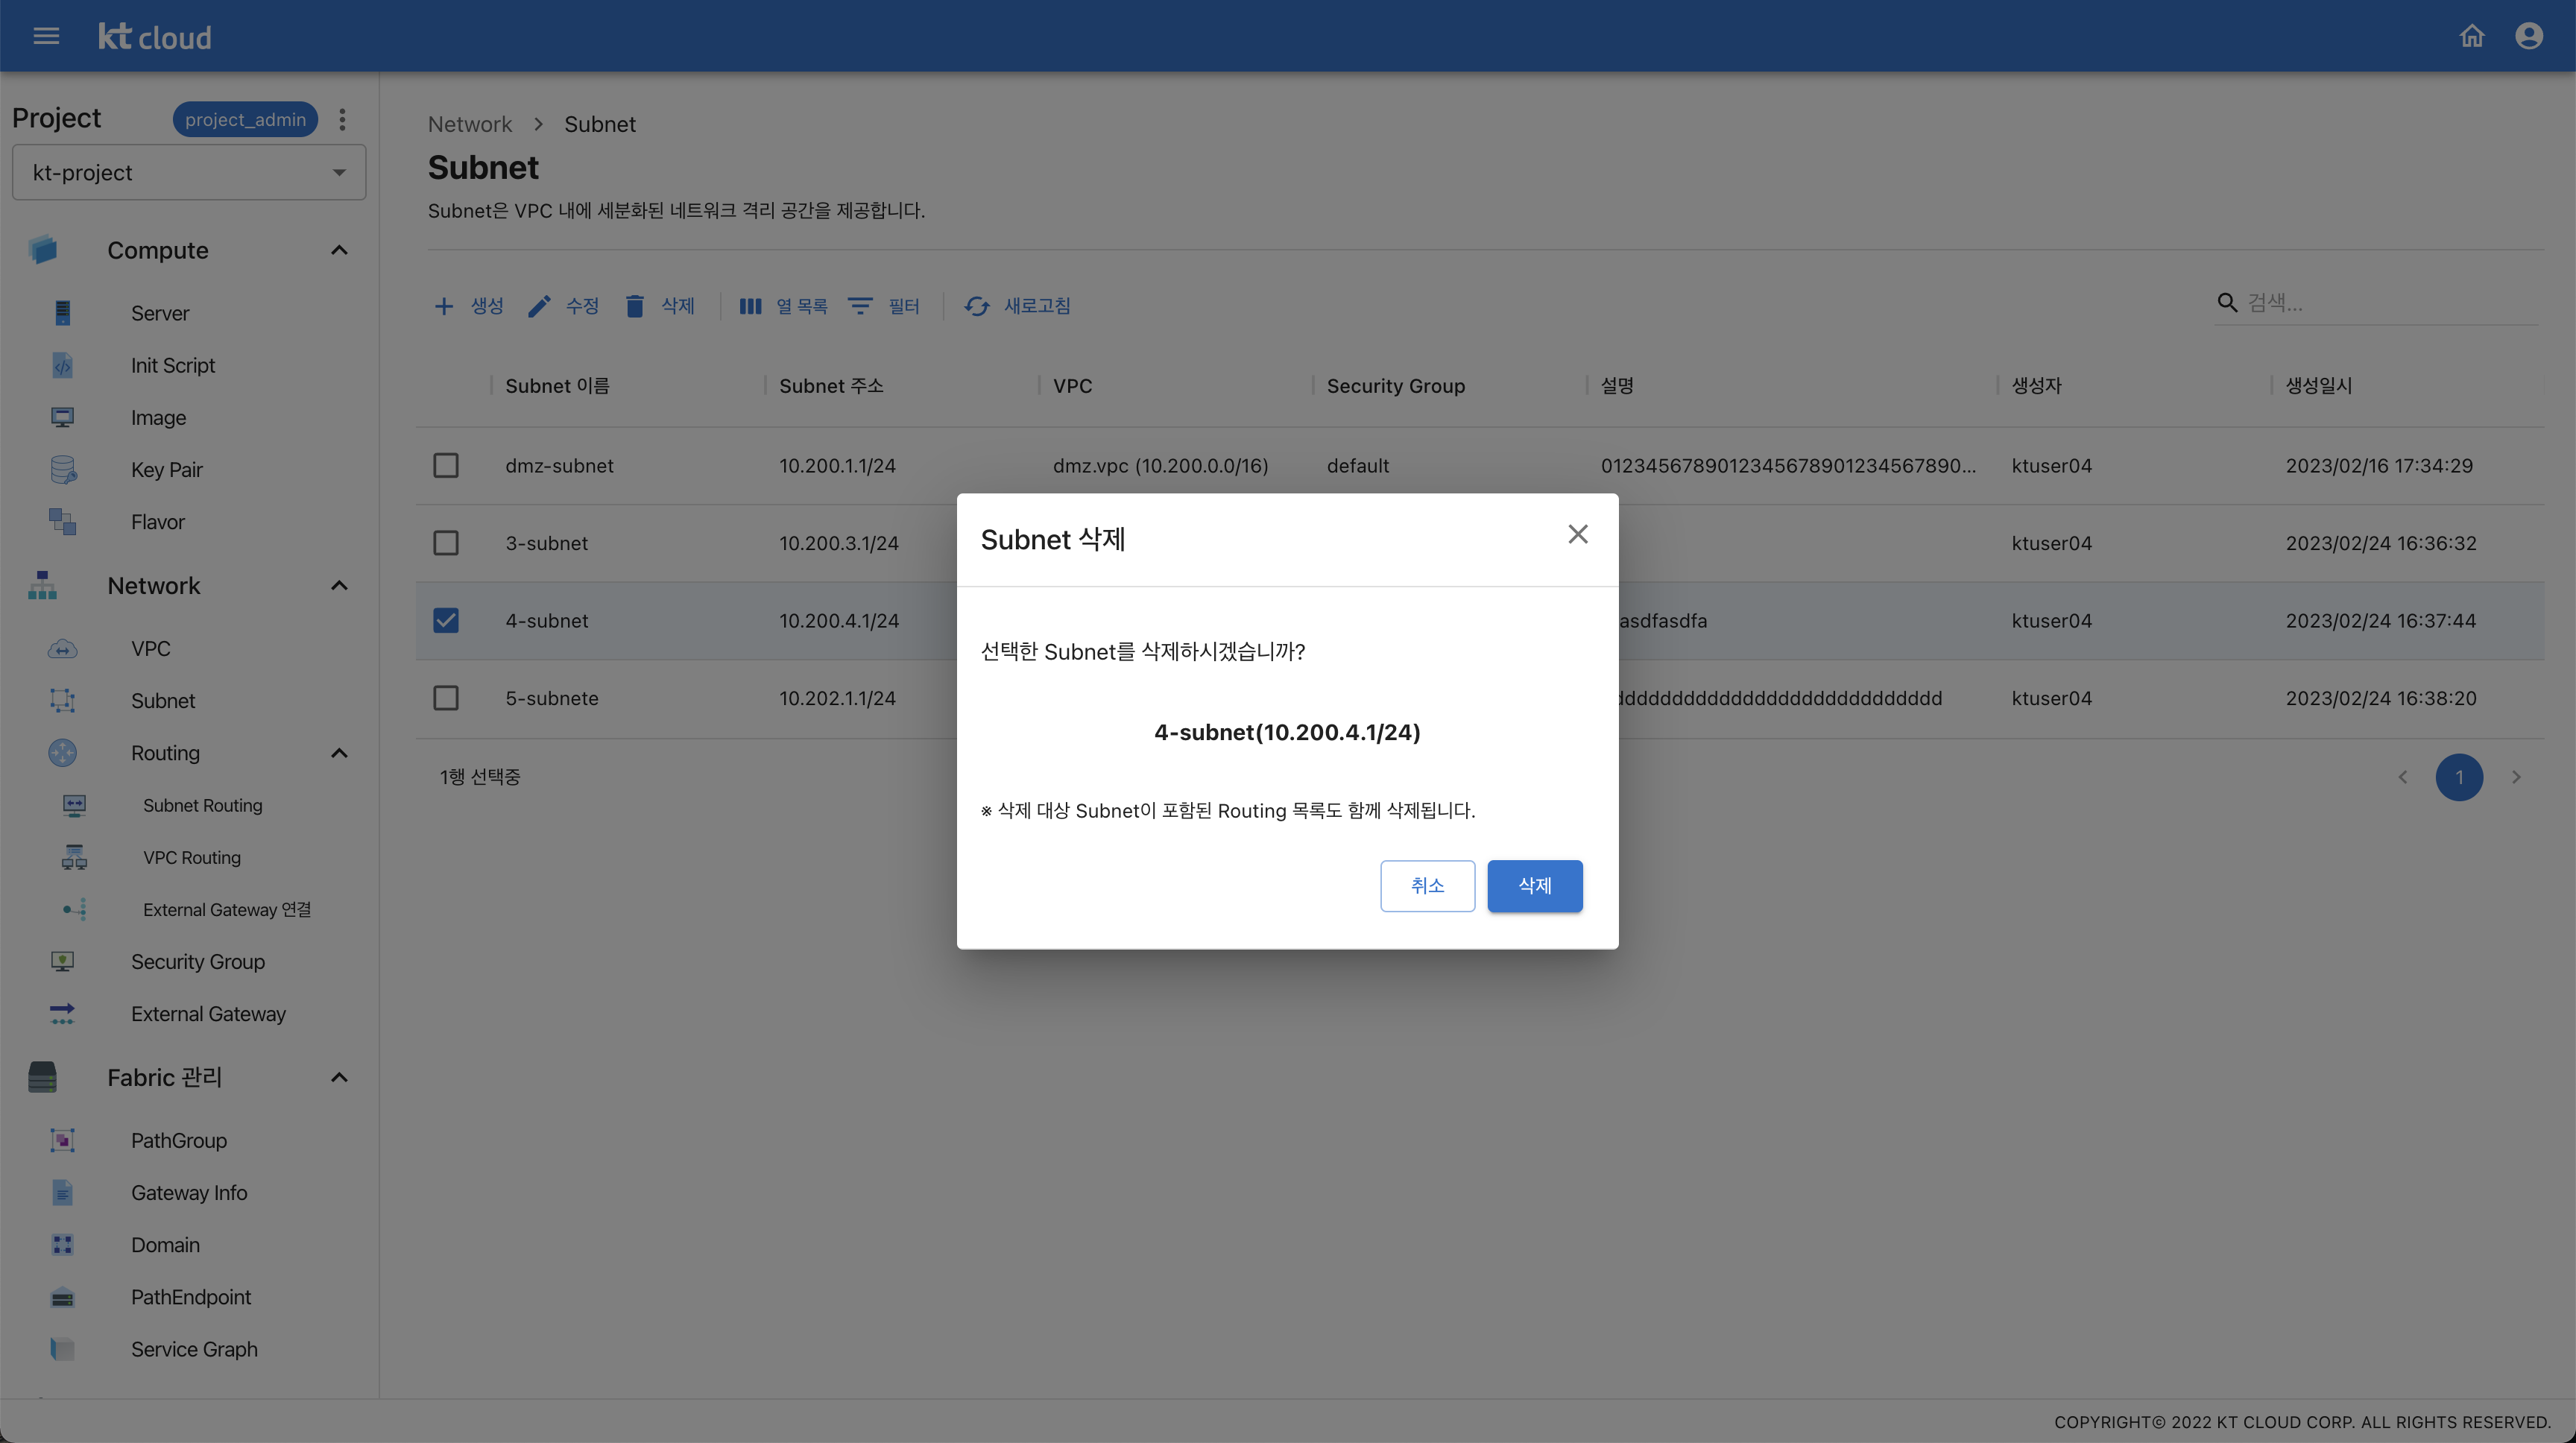 kt cloud
Project project_admin
kt-project
Compute
Server
Init Script
Image
Key Pair
Flavor
Network
VPC
Subnet
Routing
Subnet Routing
VPC Routing
External Gateway 연결
Security Group
External Gateway
Fabric 관리
PathGroup
Gateway Info
Domain
PathEndpoint
Service Graph
Network > Subnet
Subnet
Subnet은 VPC 내에 세분화된 네트워크 격리 공간을 제공합니다.
생성 수정 삭제 열 목록 필터 새로고침 검색...
Subnet 이름 Subnet 주소 VPC Security Group 설명 생성자 생성일시
dmz-subnet 10.200.1.1/24 dmz.vpc (10.200.0.0/16) default 0123456789012345678901234567890... ktuser04 2023/02/16 17:34:29
3-subnet 10.200.3.1/24 ktuser04 2023/02/24 16:36:32
4-subnet 10.200.4.1/24 asdfasdfa ktuser04 2023/02/24 16:37:44
5-subnete 10.202.1.1/24 ktuser04 2023/02/24 16:38:20
1행 선택중
1
Subnet 삭제
선택한 Subnet를 삭제하시겠습니까?
4-subnet(10.200.4.1/24)
※ 삭제 대상 Subnet이 포함된 Routing 목록도 함께 삭제됩니다.
취소 삭제
COPYRIGHT© 2022 KT CLOUD CORP. ALL RIGHTS RESERVED.